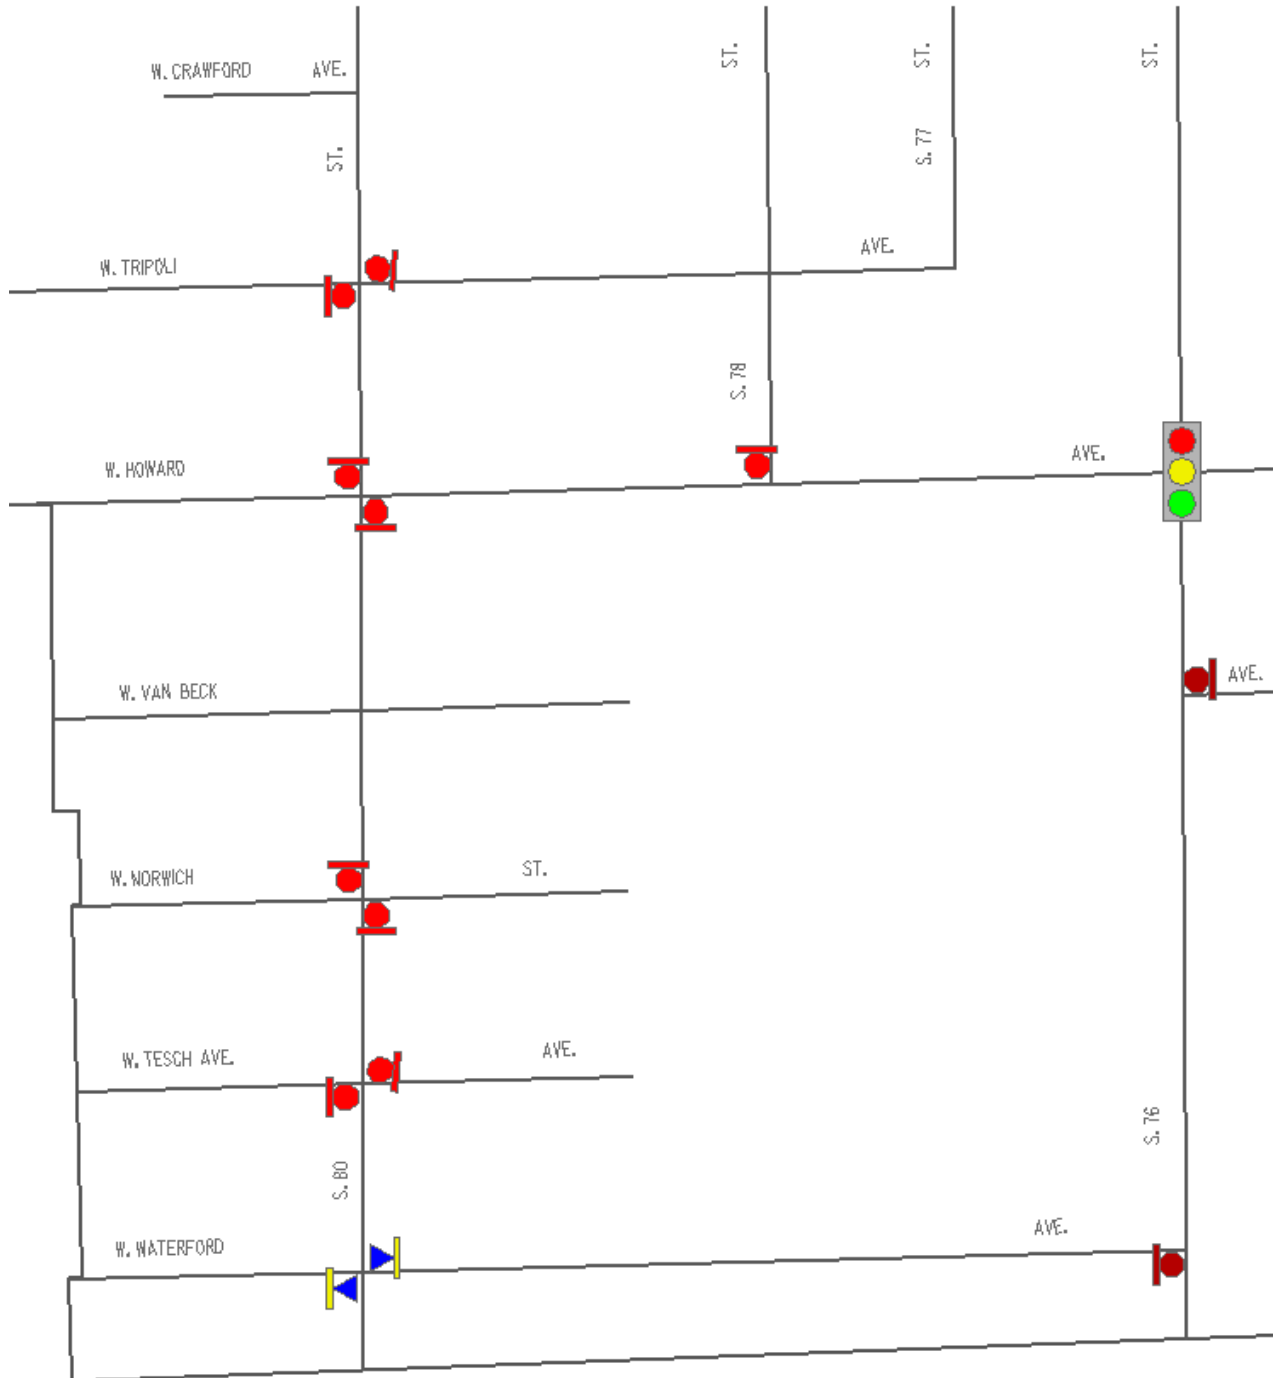 ST.
ST.
ST.
W. CRAWFORD AVE.
S. 77
ST.
AVE.
W. TRIPOLI
S. 78
AVE.
W. HOWARD
AVE.
W. VAN BECK
ST.
W. NORWICH
AVE.
W. TESCH AVE.
S. 76
S. 80
AVE.
W. WATERFORD